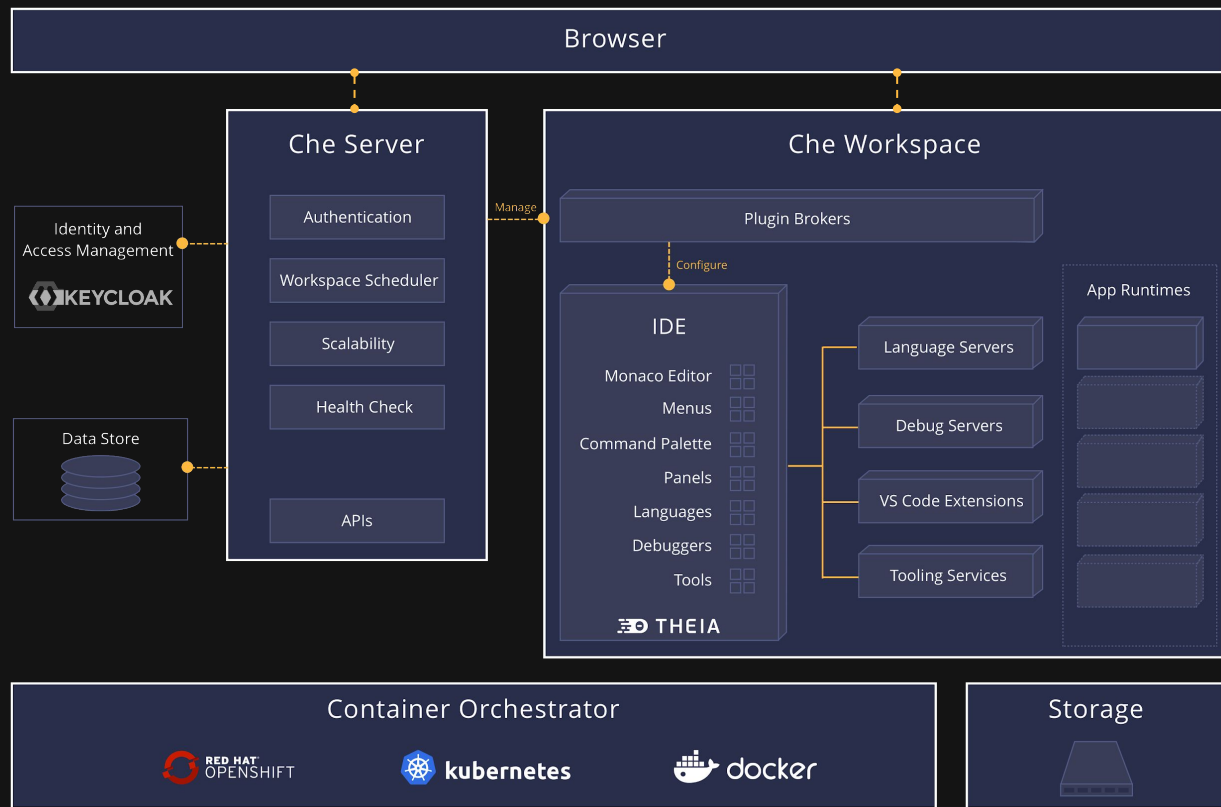 Browser
Che Server
Authentication
Workspace Scheduler
Scalability
Health Check
APIs
Identity and
Access Management
KEYCLOAK
Data Store
Manage
Che Workspace
Plugin Brokers
Configure
IDE
Monaco Editor
Menus
Command Palette
Panels
Languages
Debuggers
Tools
THEIA
Language Servers
Debug Servers
VS Code Extensions
Tooling Services
App Runtimes
Container Orchestrator
RED HAT
OPENSHIFT
kubernetes
docker
Storage